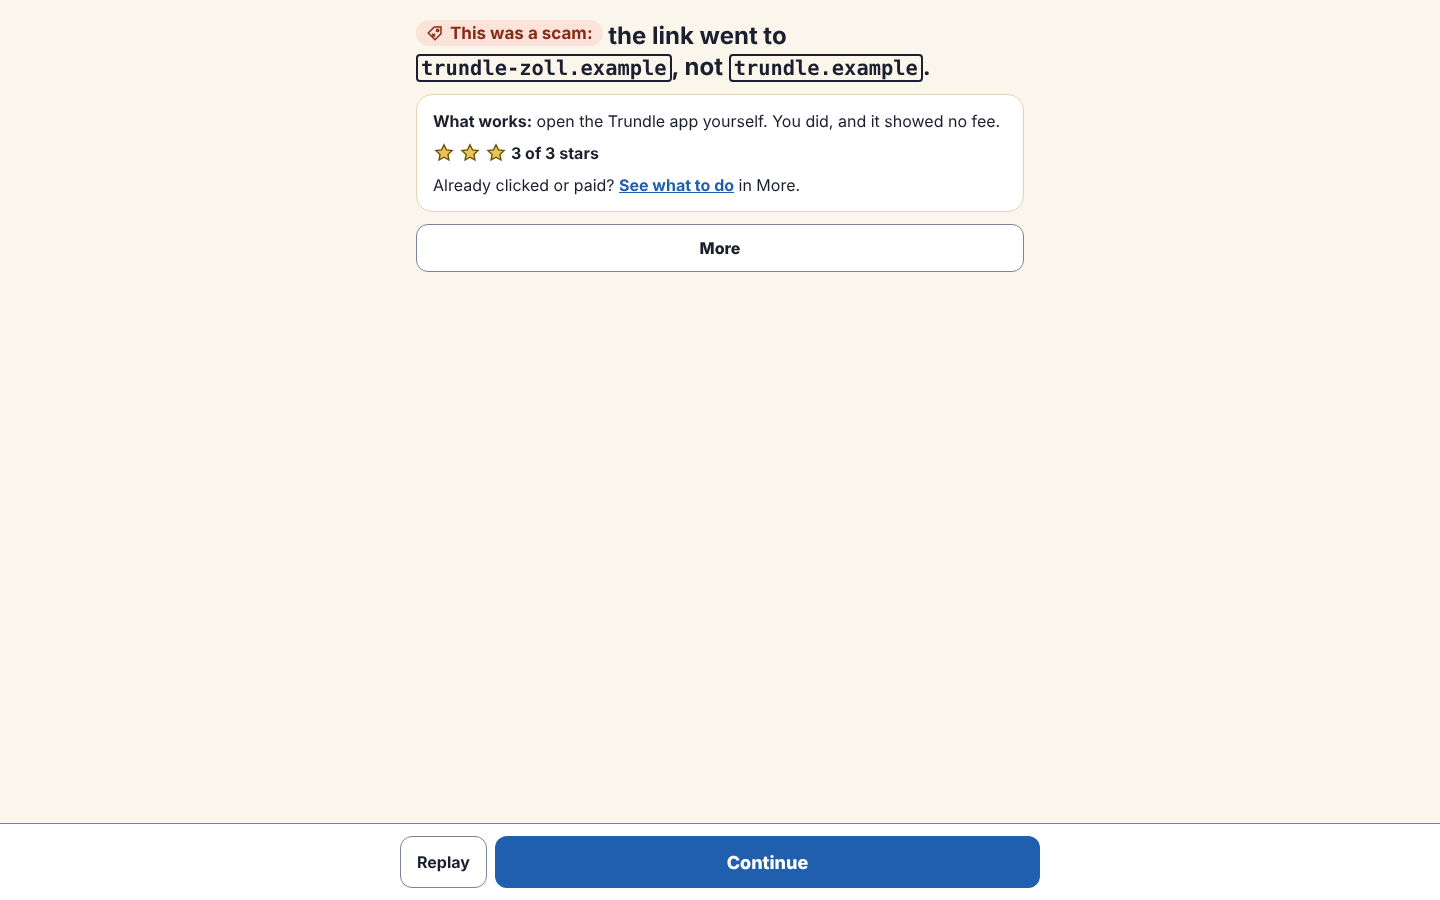 This was a scam: the link went to
trundle-zoll.example, not trundle.example.
What works: open the Trundle app yourself. You did, and it showed no fee.
3 of 3 stars
Already clicked or paid? See what to do in More.
More
Replay
Continue